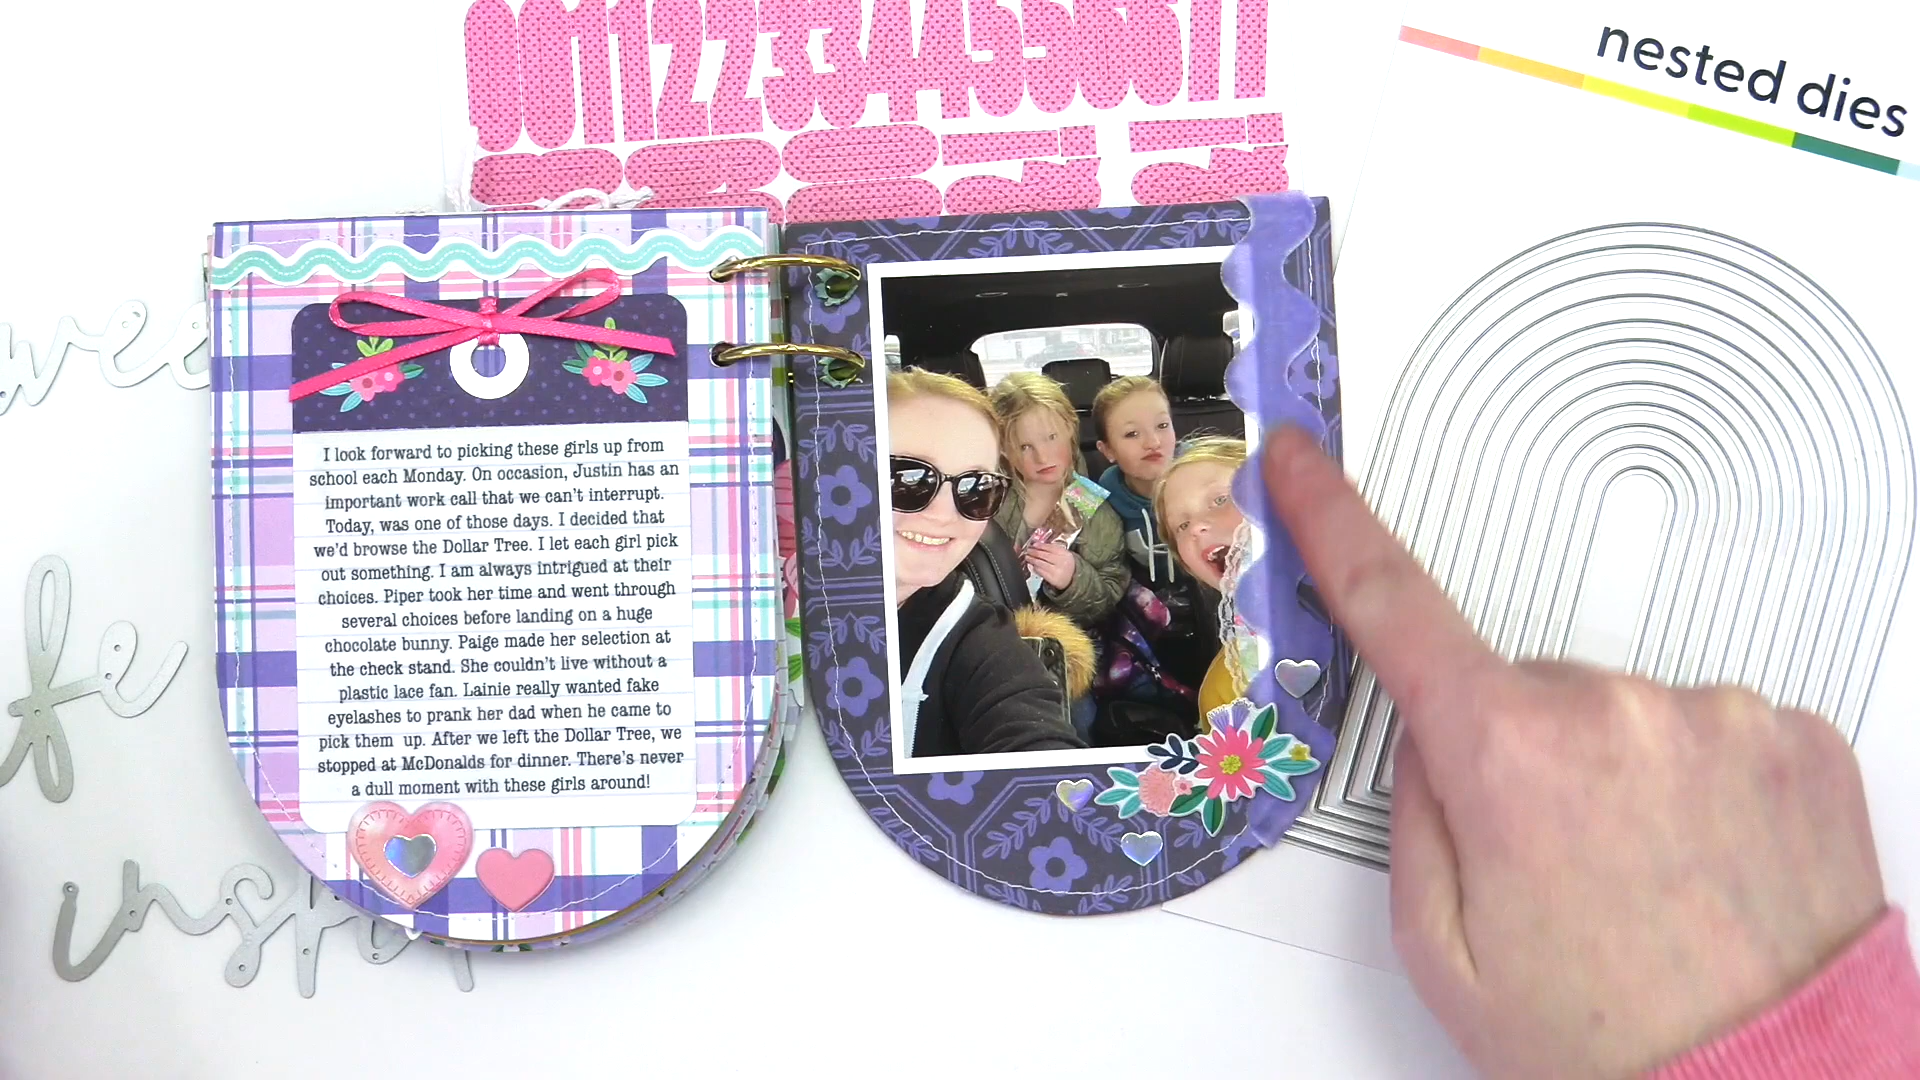 0011223344556677
nested dies
I look forward to picking these girls up from
school each Monday. On occasion, Justin has an
important work call that we can't interrupt.
Today, was one of those days. I decided that
we'd browse the Dollar Tree. I let each girl pick
out something. I am always intrigued at their
choices. Piper took her time and went through
several choices before landing on a huge
chocolate bunny. Paige made her selection at
the check stand. She couldn't live without a
plastic lace fan. Lainie really wanted fake
eyelashes to prank her dad when he came to
pick them up. After we left the Dollar Tree, we
stopped at McDonalds for dinner. There's never
a dull moment with these girls around!